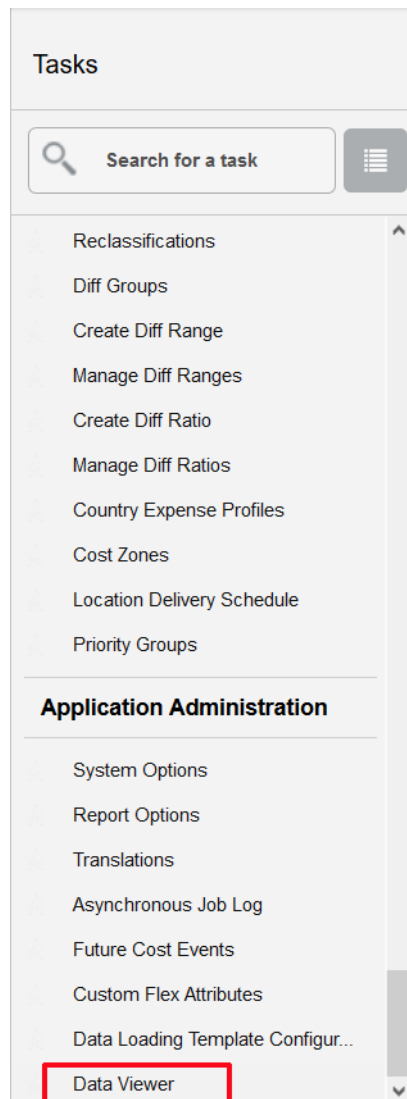 Tasks
Search for a task
Reclassifications
Diff Groups
Create Diff Range
Manage Diff Ranges
Create Diff Ratio
Manage Diff Ratios
Country Expense Profiles
Cost Zones
Location Delivery Schedule
Priority Groups
Application Administration
System Options
Report Options
Translations
Asynchronous Job Log
Future Cost Events
Custom Flex Attributes
Data Loading Template Configur...
Data Viewer